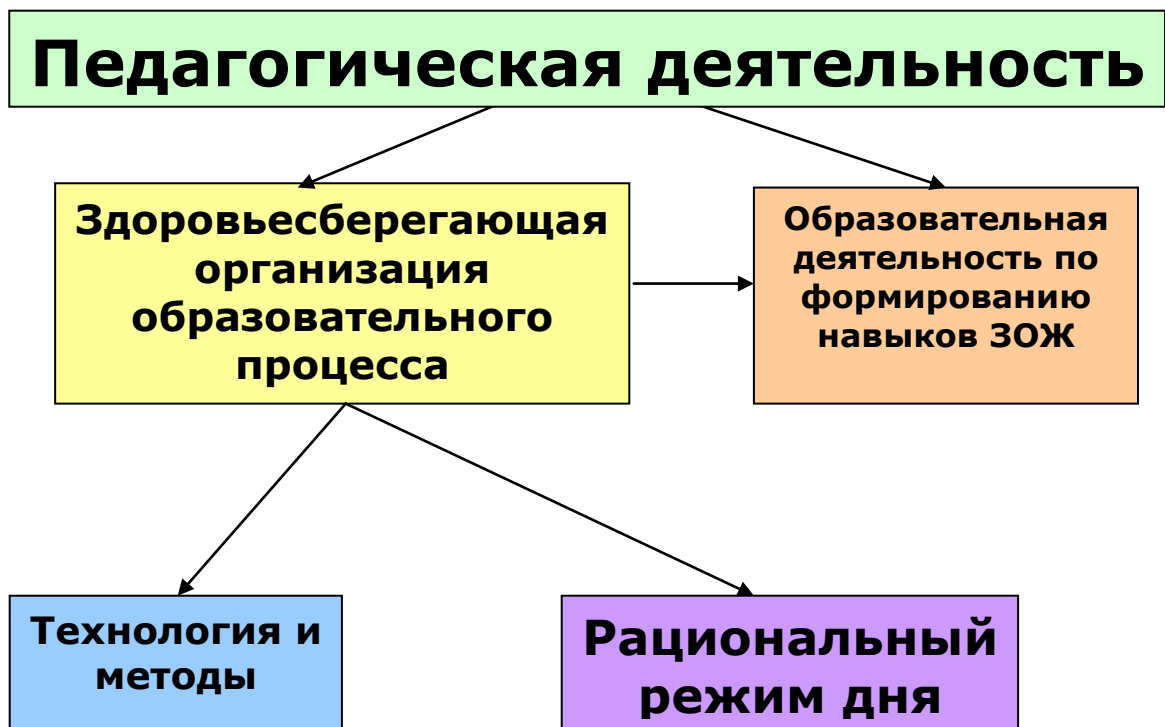 Педагогическая деятельность
Здоровьесберегающая
организация
образовательного
процесса
Образовательная
деятельность по
формированию
навыков ЗОЖ
Технология и
методы
Рациональный
режим дня